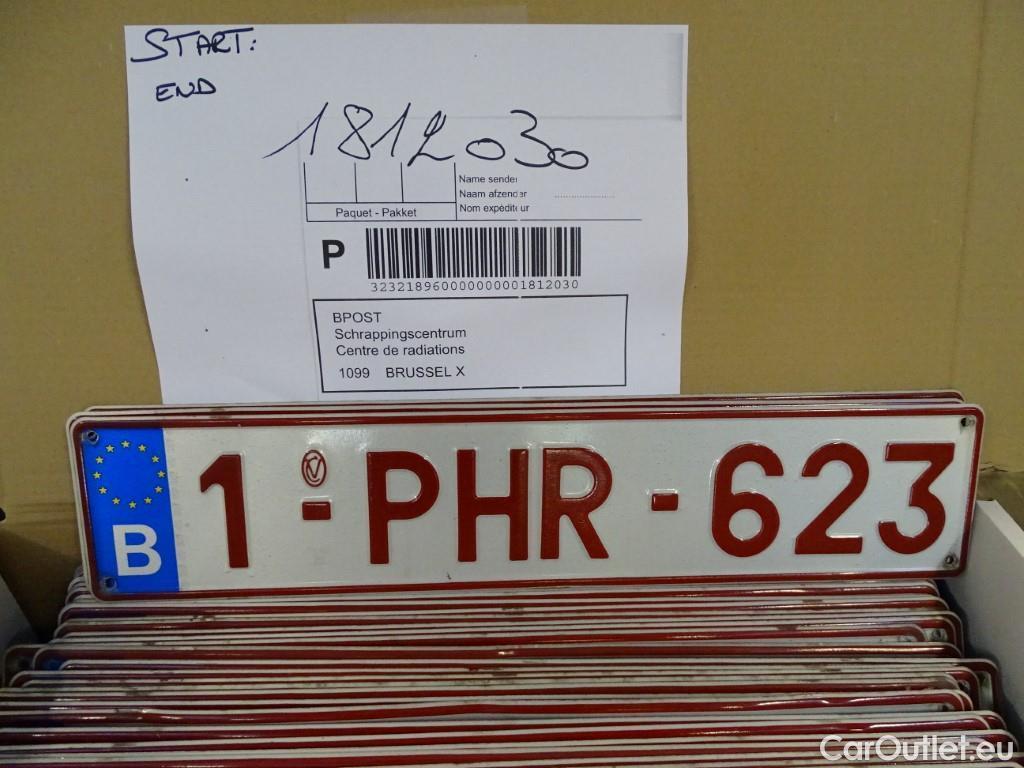 START:
END
1812030
Name sender
Naam afzender
Nom expéditeur
Paquet - Pakket
P
323218960000000001812030
BPOST
Schrappingscentrum
Centre de radiations
1099 BRUSSEL X
B 1-PHR-623
CarOutlet.eu